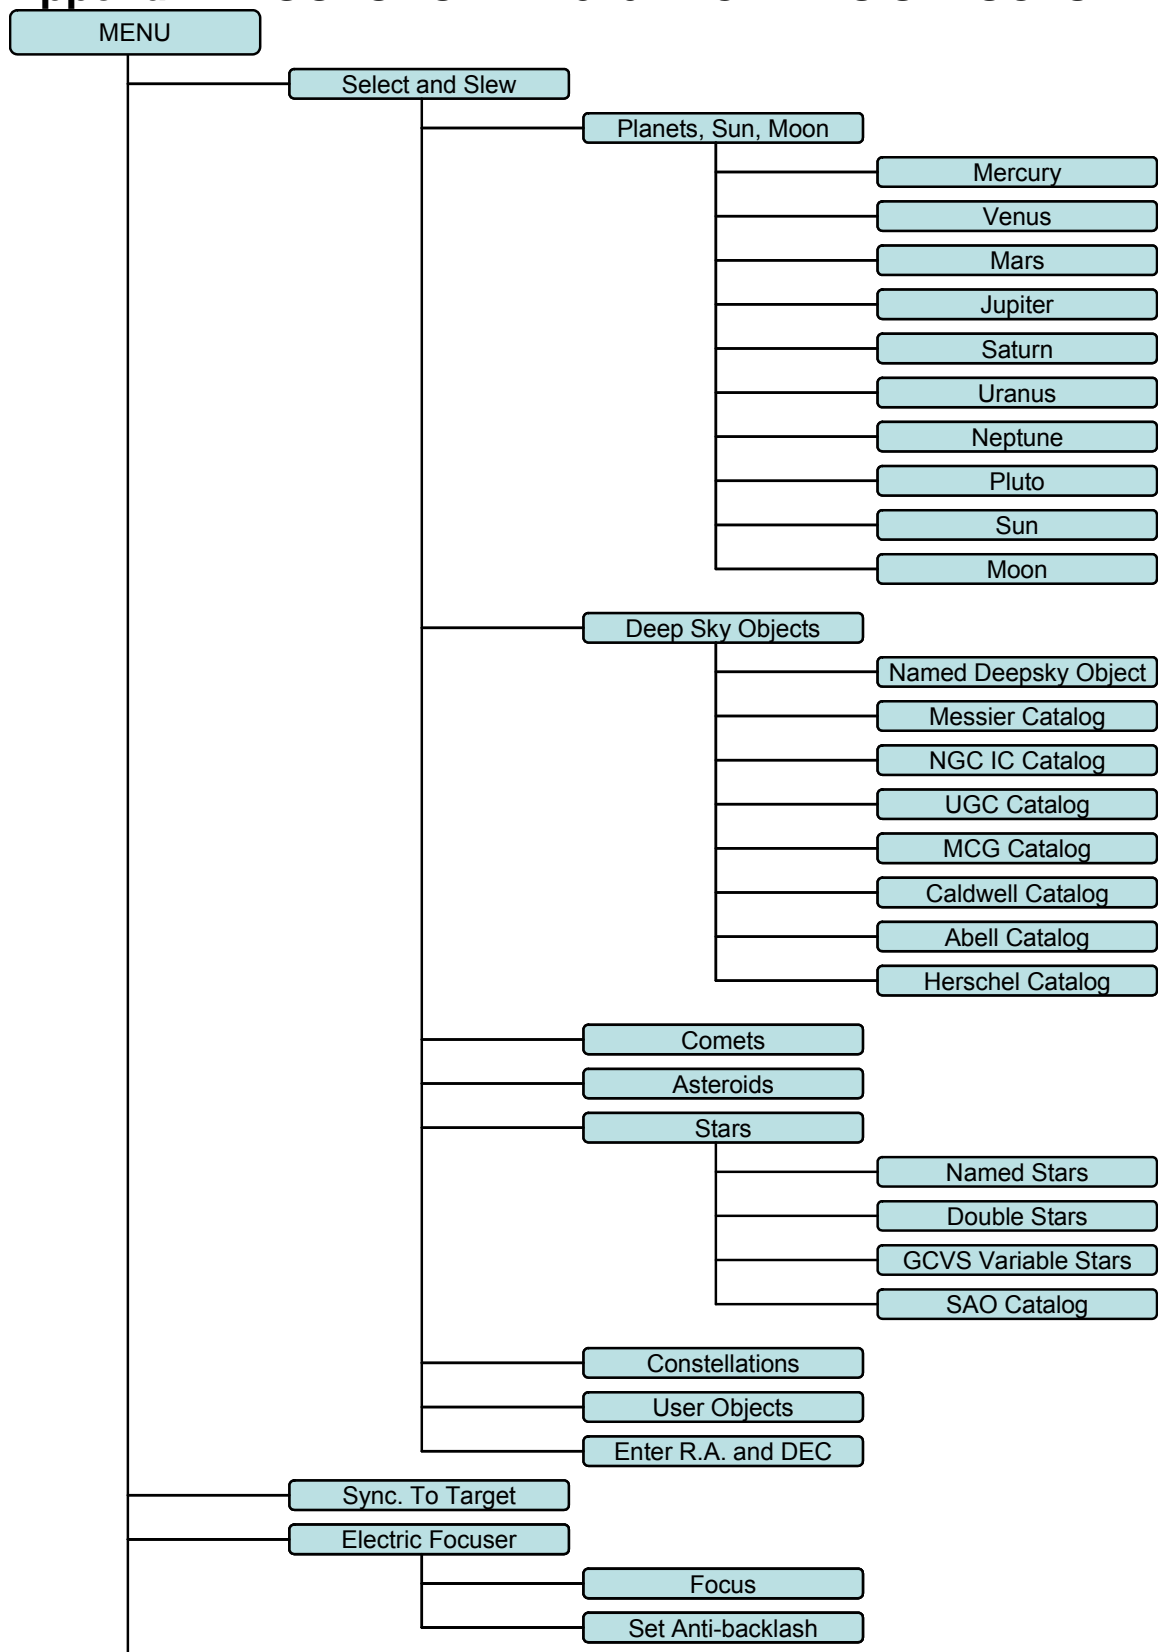 MENU
Select and Slew
Planets, Sun, Moon
Mercury
Venus
Mars
Jupiter
Saturn
Uranus
Neptune
Pluto
Sun
Moon
Deep Sky Objects
Named Deepsky Object
Messier Catalog
NGC IC Catalog
UGC Catalog
MCG Catalog
Caldwell Catalog
Abell Catalog
Herschel Catalog
Comets
Asteroids
Stars
Named Stars
Double Stars
GCVS Variable Stars
SAO Catalog
Constellations
User Objects
Enter R.A. and DEC
Sync. To Target
Electric Focuser
Focus
Set Anti-backlash